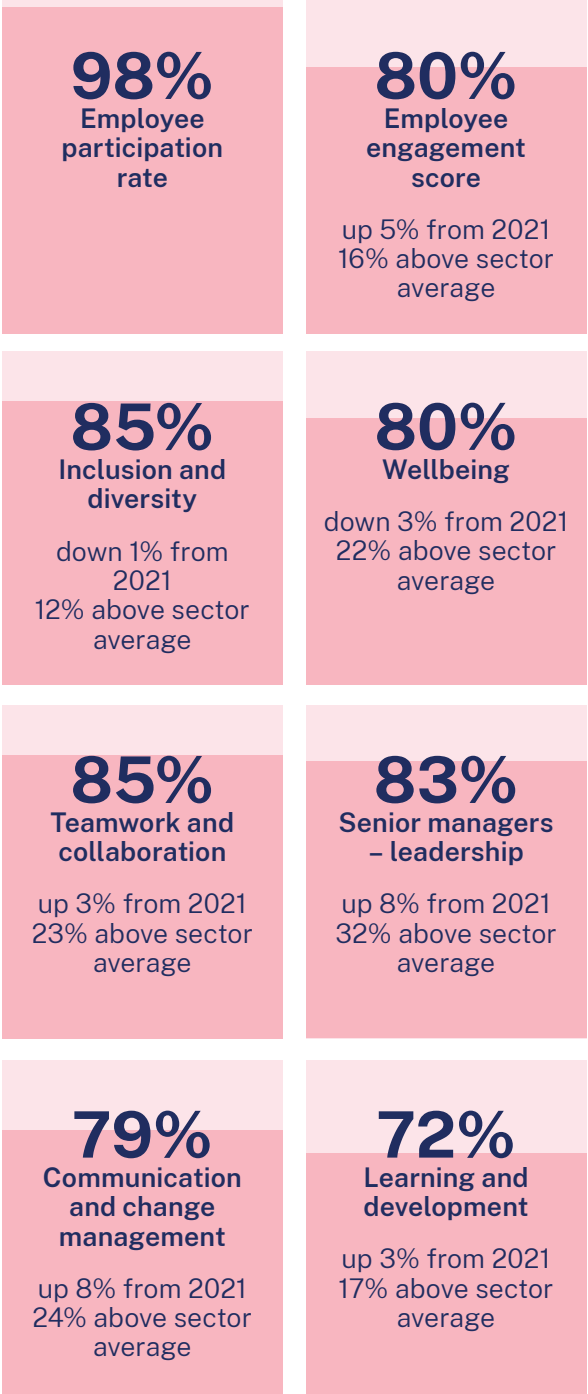 98%
Employee
participation
rate
80%
Employee
engagement
score
up 5% from 2021
16% above sector
average
85%
Inclusion and
diversity
down 1% from
2021
12% above sector
average
80%
Wellbeing
down 3% from 2021
22% above sector
average
85%
Teamwork and
collaboration
up 3% from 2021
23% above sector
average
83%
Senior managers
– leadership
up 8% from 2021
32% above sector
average
79%
Communication
and change
management
up 8% from 2021
24% above sector
average
72%
Learning and
development
up 3% from 2021
17% above sector
average